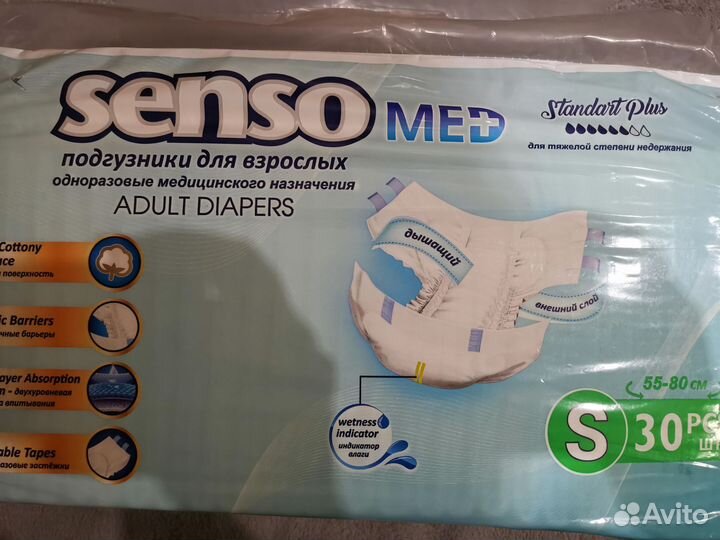 senso MED
подгузники для взрослых
одноразовые медицинского назначения
ADULT DIAPERS
Standart Plus
для тяжелой степени недержания
Cottony
поверхность
дышащий
внешний слой
Barriers
барьеры
Absorption
– двухуровневая
впитывания
Tapes
застёжки
wetness
indicator
индикатор
влаги
55-80 см
S 30
Avito